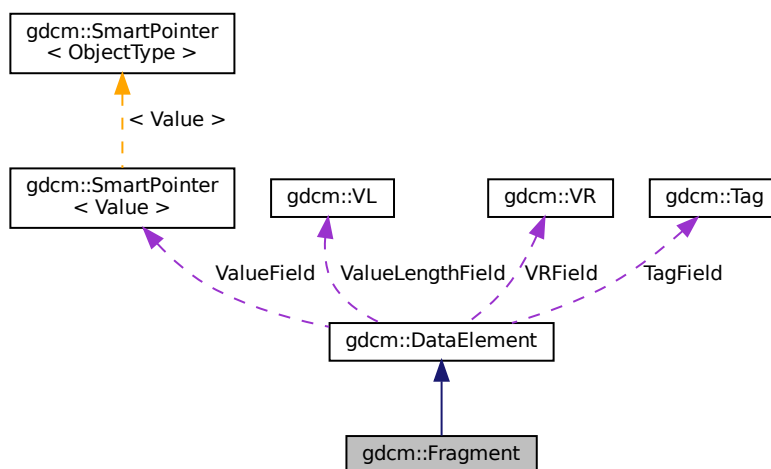 gdcm::SmartPointer
< ObjectType >
< Value >
gdcm::SmartPointer
< Value >
gdcm::VL
gdcm::VR
gdcm::Tag
ValueField
ValueLengthField
VRField
TagField
gdcm::DataElement
gdcm::Fragment